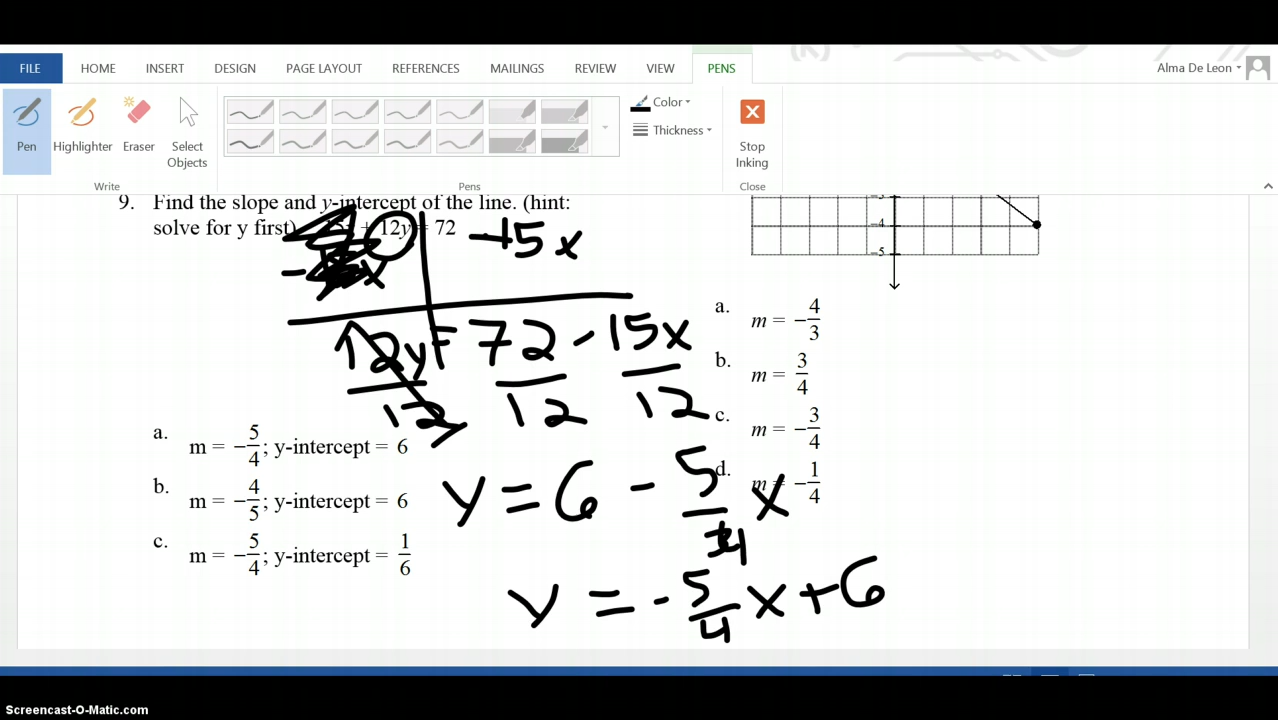 FILE HOME INSERT DESIGN PAGE LAYOUT REFERENCES MAILINGS REVIEW VIEW PENS Alma De Leon
Pen Highlighter Eraser Select Objects
Color
Thickness
Stop Inking
Write Pens Close
9. Find the slope and y-intercept of the line. (hint:
solve for y first) 12y = 72
-15x
12y = 72 - 15x
12 12 12
y = 6 - 5/4 x
y = -5/4 x + 6
a. m = -5/4; y-intercept = 6
b. m = -4/5; y-intercept = 6
c. m = -5/4; y-intercept = 1/6
-4
-5
a. m = -4/3
b. m = 3/4
c. m = -3/4
d. m = -1/4
Screencast-O-Matic.com